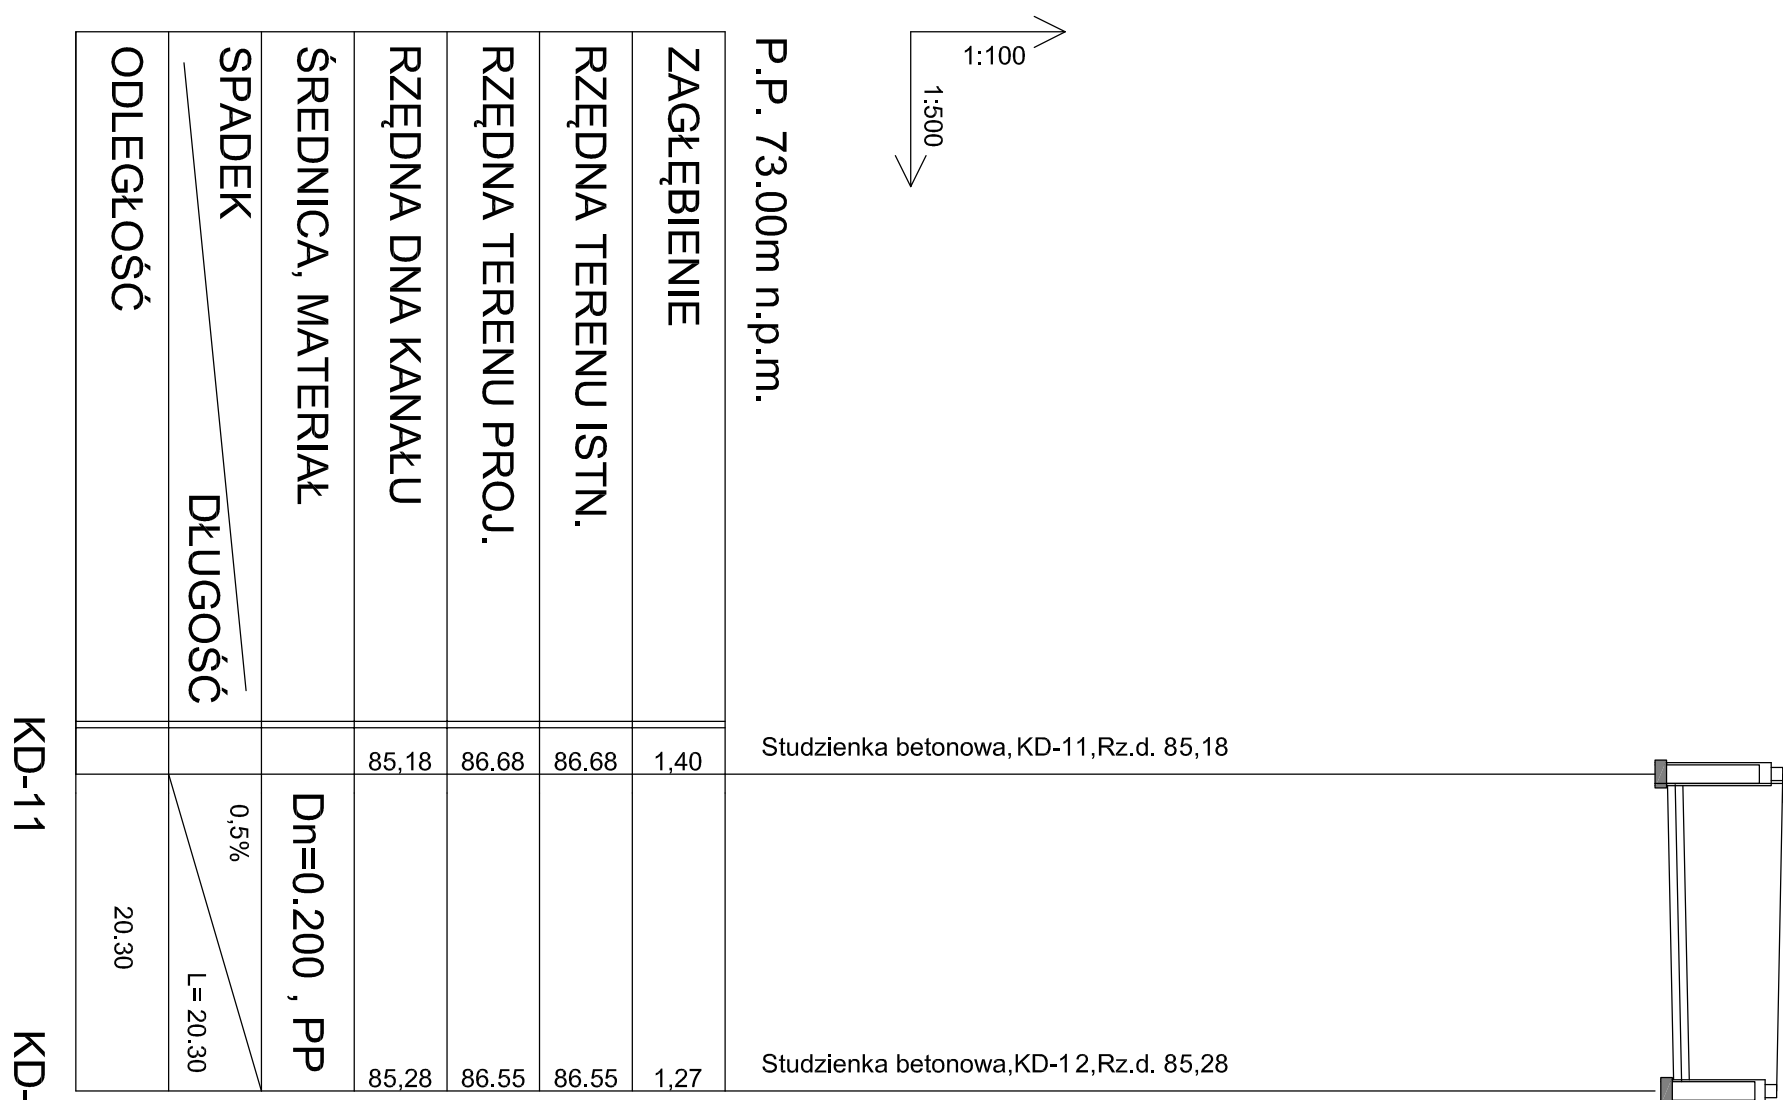 1:100
1:500
P.P. 73.00m n.p.m.
ZAGŁĘBIENIE
1,40
1,27
RZĘDNA TERENU ISTN.
86.68
86.55
RZĘDNA TERENU PROJ.
86.68
86.55
RZĘDNA DNA KANAŁU
85,18
85,28
ŚREDNICA, MATERIAŁ
Dn=0.200 , PP
SPADEK
DŁUGOŚĆ
0,5%
L= 20.30
ODLEGŁOŚĆ
20.30
KD-11
KD-
Studzienka betonowa,KD-11,Rz.d. 85,18
Studzienka betonowa,KD-12,Rz.d. 85,28